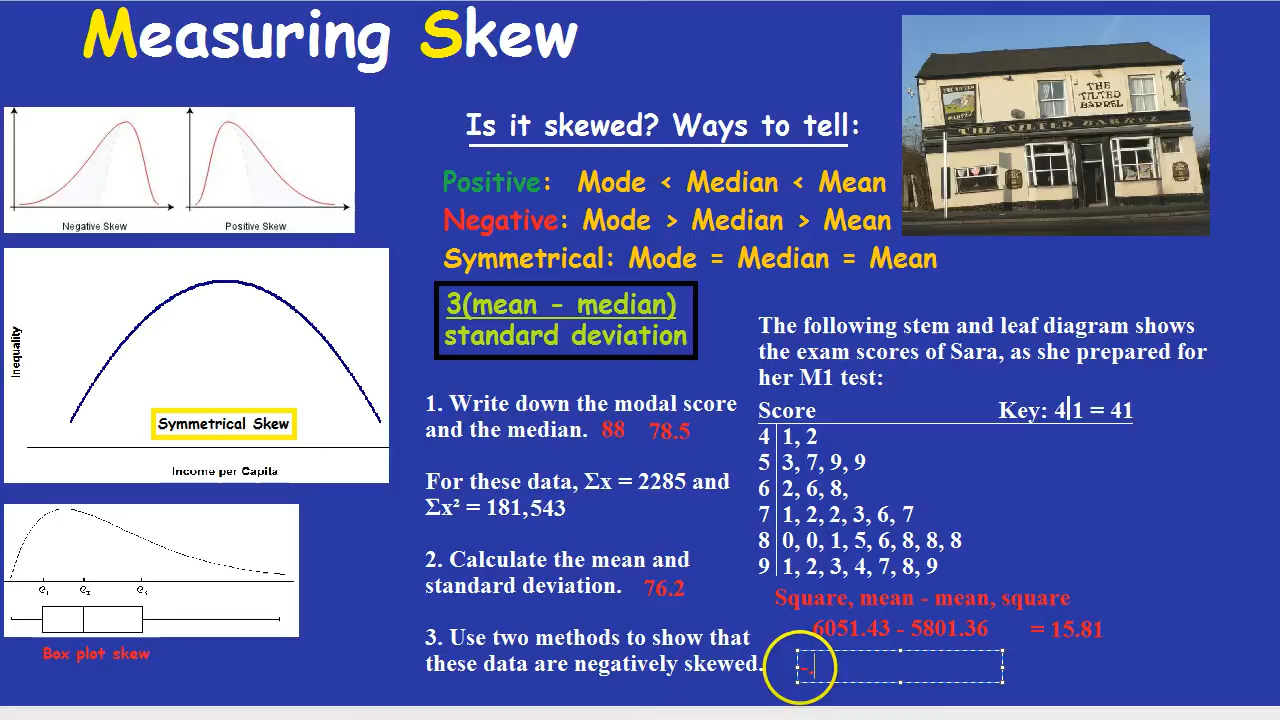 Measuring Skew
THE TILTED BARREL
THE TILTED BARREL
Negative Skew
Positive Skew
Is it skewed? Ways to tell:
Positive: Mode < Median < Mean
Negative: Mode > Median > Mean
Symmetrical: Mode = Median = Mean
3(mean - median)
standard deviation
Inequality
Symmetrical Skew
Income per Capita
1. Write down the modal score
and the median. 88 78.5
For these data, Σx = 2285 and
Σx² = 181,543
2. Calculate the mean and
standard deviation. 76.2
3. Use two methods to show that
these data are negatively skewed.
The following stem and leaf diagram shows
the exam scores of Sara, as she prepared for
her M1 test:
Score Key: 4|1 = 41
4 | 1, 2
5 | 3, 7, 9, 9
6 | 2, 6, 8,
7 | 1, 2, 2, 3, 6, 7
8 | 0, 0, 1, 5, 6, 8, 8, 8
9 | 1, 2, 3, 4, 7, 8, 9
Square, mean - mean, square
6051.43 - 5801.36 = 15.81
-.
Box plot skew